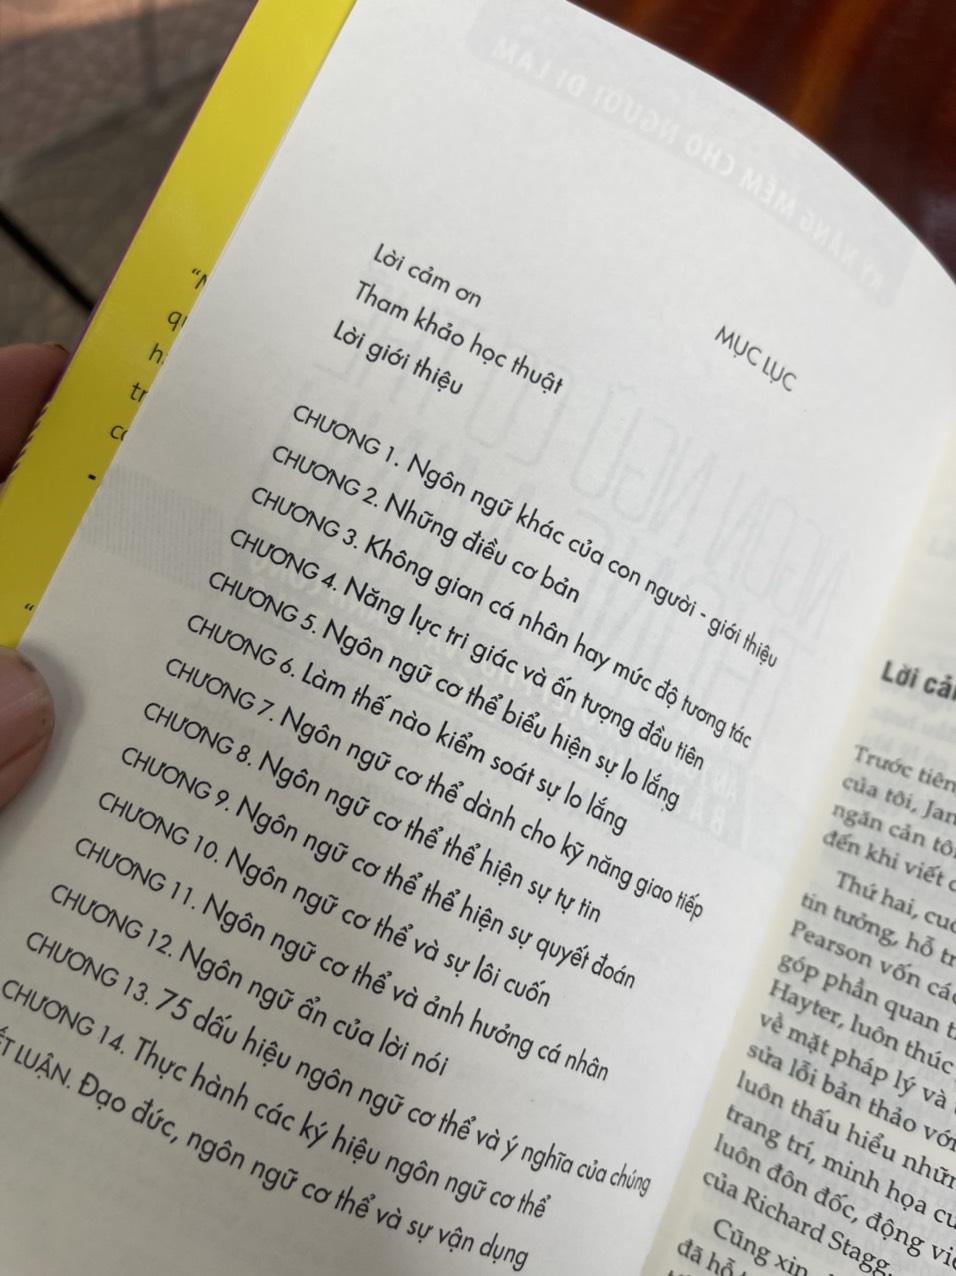 MỤC LỤC
Lời cảm ơn
Tham khảo học thuật
Lời giới thiệu
CHƯƠNG 1. Ngôn ngữ khác của con người - giới thiệu
CHƯƠNG 2. Những điều cơ bản
CHƯƠNG 3. Không gian cá nhân hay mức độ tương tác
CHƯƠNG 4. Năng lực tri giác và ấn tượng đầu tiên
CHƯƠNG 5. Ngôn ngữ cơ thể biểu hiện sự lo lắng
CHƯƠNG 6. Làm thế nào kiểm soát sự lo lắng
CHƯƠNG 7. Ngôn ngữ cơ thể dành cho kỹ năng giao tiếp
CHƯƠNG 8. Ngôn ngữ cơ thể thể hiện sự tự tin
CHƯƠNG 9. Ngôn ngữ cơ thể thể hiện sự quyết đoán
CHƯƠNG 10. Ngôn ngữ cơ thể và sự lôi cuốn
CHƯƠNG 11. Ngôn ngữ cơ thể và ảnh hưởng cá nhân
CHƯƠNG 12. Ngôn ngữ ẩn của lời nói
CHƯƠNG 13. 75 dấu hiệu ngôn ngữ cơ thể và ý nghĩa của chúng
CHƯƠNG 14. Thực hành các ký hiệu ngôn ngữ cơ thể
LUẬN. Đạo đức, ngôn ngữ cơ thể và sự vận dụng
Lời
Trước tiên
của tôi,
ngăn cản
đến khi viết
Thứ hai,
tin tưởng, hỗ
Pearson vốn
góp phần quan
Hayter, luôn thúc
về mặt pháp lý và
sửa lỗi bản thảo
luôn thấu hiểu
trang trí, minh họa
luôn đôn đốc, động
của Richard Stagg.
Cũng xin
đã hỗ